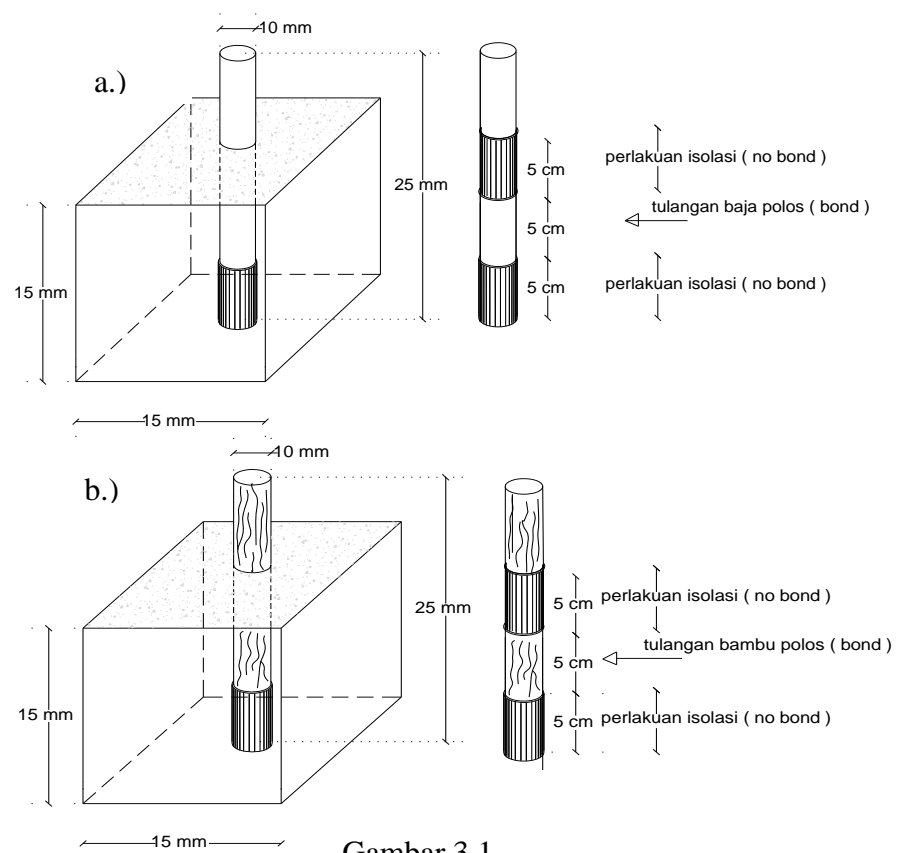 10 mm
a.)
25 mm
15 mm
15 mm
5 cm
5 cm
5 cm
perlakuan isolasi ( no bond )
tulangan baja polos ( bond )
perlakuan isolasi ( no bond )
10 mm
b.)
25 mm
15 mm
15 mm
5 cm
5 cm
5 cm
perlakuan isolasi ( no bond )
tulangan bambu polos ( bond )
perlakuan isolasi ( no bond )
Gambar 3.1